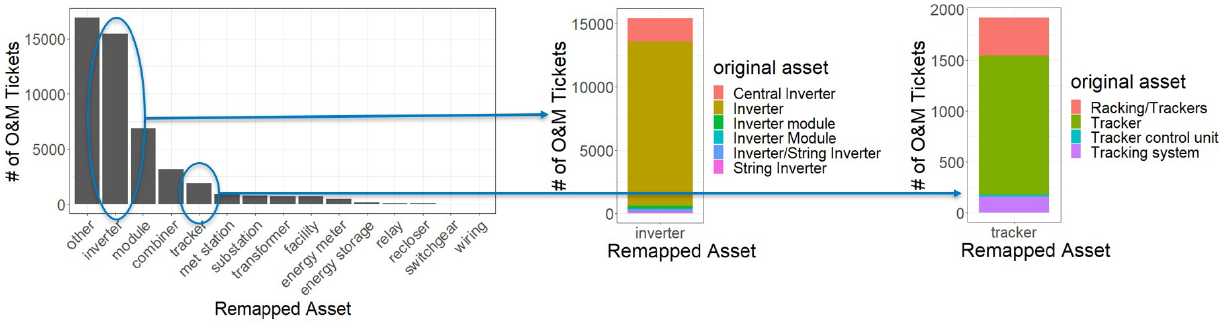 # of O&M Tickets
15000
10000
5000
0
other
inverter
module
combiner
tracker
met station
substation
transformer
facility
energy meter
energy storage
relay
recloser
switchgear
wiring
Remapped Asset
# of O&M Tickets
15000
10000
5000
0
inverter
Remapped Asset
original asset
Central Inverter
Inverter
Inverter module
Inverter Module
Inverter/String Inverter
String Inverter
# of O&M Tickets
2000
1500
1000
500
0
tracker
Remapped Asset
original asset
Racking/Trackers
Tracker
Tracker control unit
Tracking system